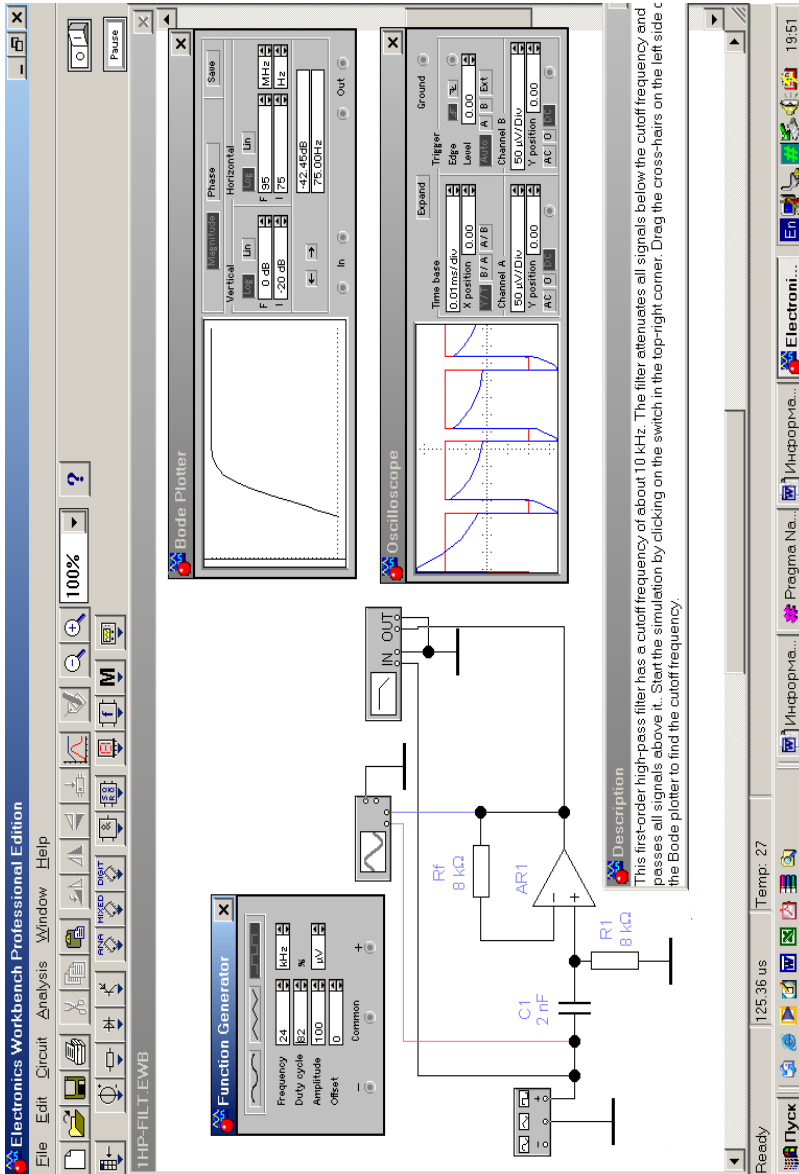 Electronics Workbench Professional Edition
File Edit Circuit Analysis Window Help
Pause
ANA MIXED DIGIT
M
100%
?
1HP-FILT.EWB
Function Generator
Frequency 24 kHz
Duty cycle 82 %
Amplitude 100 µV
Offset 0
− Common +
Bode Plotter
Magnitude Phase Save
Vertical Horizontal
Log Lin Log Lin
F 0 dB F 95 MHz
I -20 dB I 75 Hz
-42.45dB
75.00Hz
In Out
Oscilloscope
Expand Ground
Time base Trigger
0.01ms/div Edge
X position 0.00 Level 0.00
Y/T B/A A/B Auto A B Ext
Channel A Channel B
50 µV/Div 50 µV/Div
Y position 0.00 Y position 0.00
AC 0 DC AC 0 DC
IN OUT
Rf
8 kΩ
AR1
C1
2 nF
R1
8 kΩ
Description
This first-order high-pass filter has a cutoff frequency of about 10 kHz. The filter attenuates all signals below the cutoff frequency and
passes all signals above it. Start the simulation by clicking on the switch in the top-right corner. Drag the cross-hairs on the left side o
the Bode plotter to find the cutoff frequency.
Ready 125.36 us Temp: 27
Пуск Информа... Pragma Na... Информа... Electroni... En 19:51